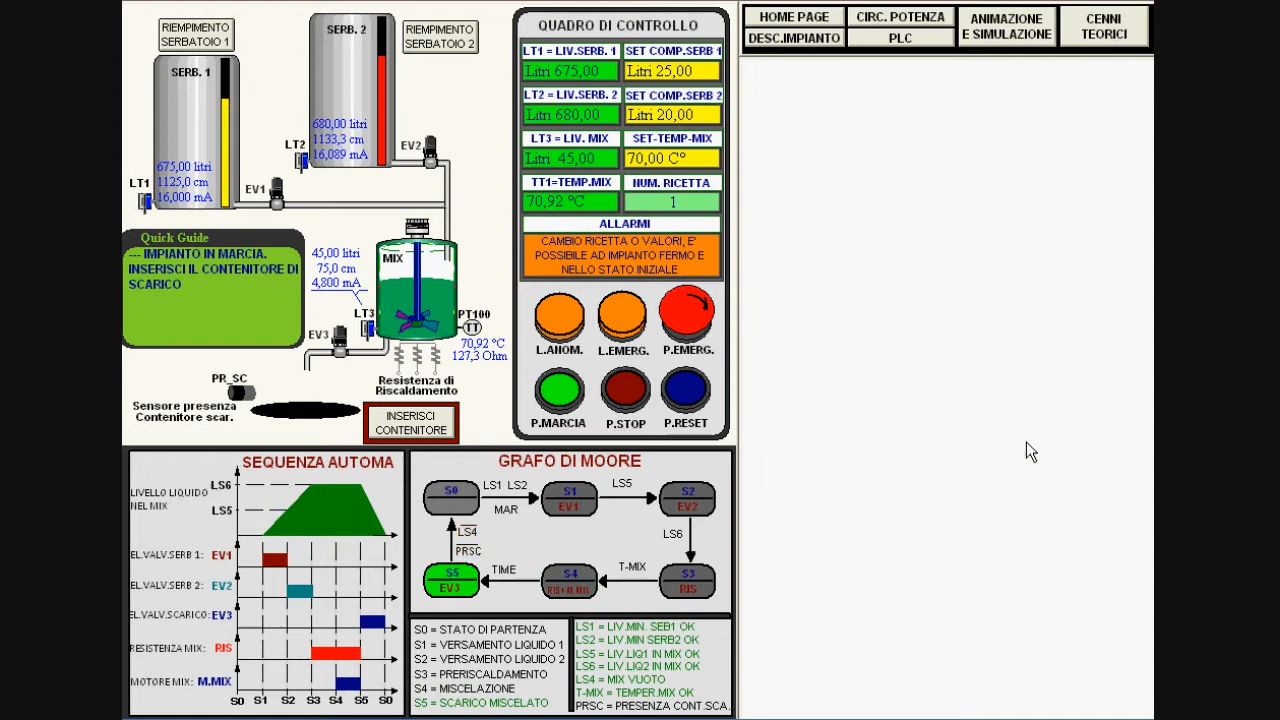 RIEMPIMENTO
SERBATOIO 1
SERB. 2
RIEMPIMENTO
SERBATOIO 2
SERB. 1
680,00 litri
1133,3 cm
16,089 mA
LT2
EV2
675,00 litri
1125,0 cm
16,000 mA
LT1
EV1
Quick Guide
--- IMPIANTO IN MARCIA.
INSERISCI IL CONTENITORE DI
SCARICO
45,00 litri
75,0 cm
4,800 mA
MIX
LT3
PT100
TT
EV3
70,92 °C
127,3 Ohm
PR_SC
Resistenza di
Riscaldamento
Sensore presenza
Contenitore scar.
INSERISCI
CONTENITORE
QUADRO DI CONTROLLO
LT1 = LIV.SERB. 1
SET COMP.SERB 1
Litri 675,00
Litri 25,00
LT2 = LIV.SERB. 2
SET COMP.SERB 2
Litri 680,00
Litri 20,00
LT3 = LIV. MIX
SET-TEMP-MIX
Litri 45,00
70,00 C°
TT1=TEMP.MIX
NUM. RICETTA
70,92 °C
1
ALLARMI
CAMBIO RICETTA O VALORI, E'
POSSIBILE AD IMPIANTO FERMO E
NELLO STATO INIZIALE
L.ANOM.
L.EMERG.
P.EMERG.
P.MARCIA
P.STOP
P.RESET
HOME PAGE
CIRC. POTENZA
ANIMAZIONE
E SIMULAZIONE
CENNI
TEORICI
DESC.IMPIANTO
PLC
SEQUENZA AUTOMA
LIVELLO LIQUIDO
NEL MIX
LS6
LS5
EL.VALV.SERB 1: EV1
EL.VALV.SERB 2: EV2
EL.VALV.SCARICO: EV3
RESISTENZA MIX: RIS
MOTORE MIX: M.MIX
S0 S1 S2 S3 S4 S5 S0
GRAFO DI MOORE
S0
LS1 LS2
MAR
S1
EV1
LS5
S2
EV2
LS6
LS4
PRSC
S5
EV3
TIME
S4
RIS+M.MIX
T-MIX
S3
RIS
S0 = STATO DI PARTENZA
S1 = VERSAMENTO LIQUIDO 1
S2 = VERSAMENTO LIQUIDO 2
S3 = PRERISCALDAMENTO
S4 = MISCELAZIONE
S5 = SCARICO MISCELATO
LS1 = LIV.MIN. SEB1 OK
LS2 = LIV.MIN SERB2 OK
LS5 = LIV.LIQ1 IN MIX OK
LS6 = LIV.LIQ2 IN MIX OK
LS4 = MIX VUOTO
T-MIX = TEMPER.MIX OK
PRSC = PRESENZA CONT.SCA.